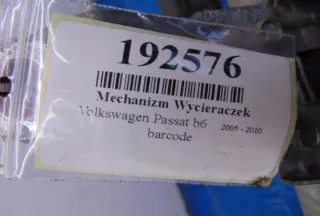 192576
Mechanizm Wycieraczek
Volkswagen Passat b6 2005 - 2010
barcode